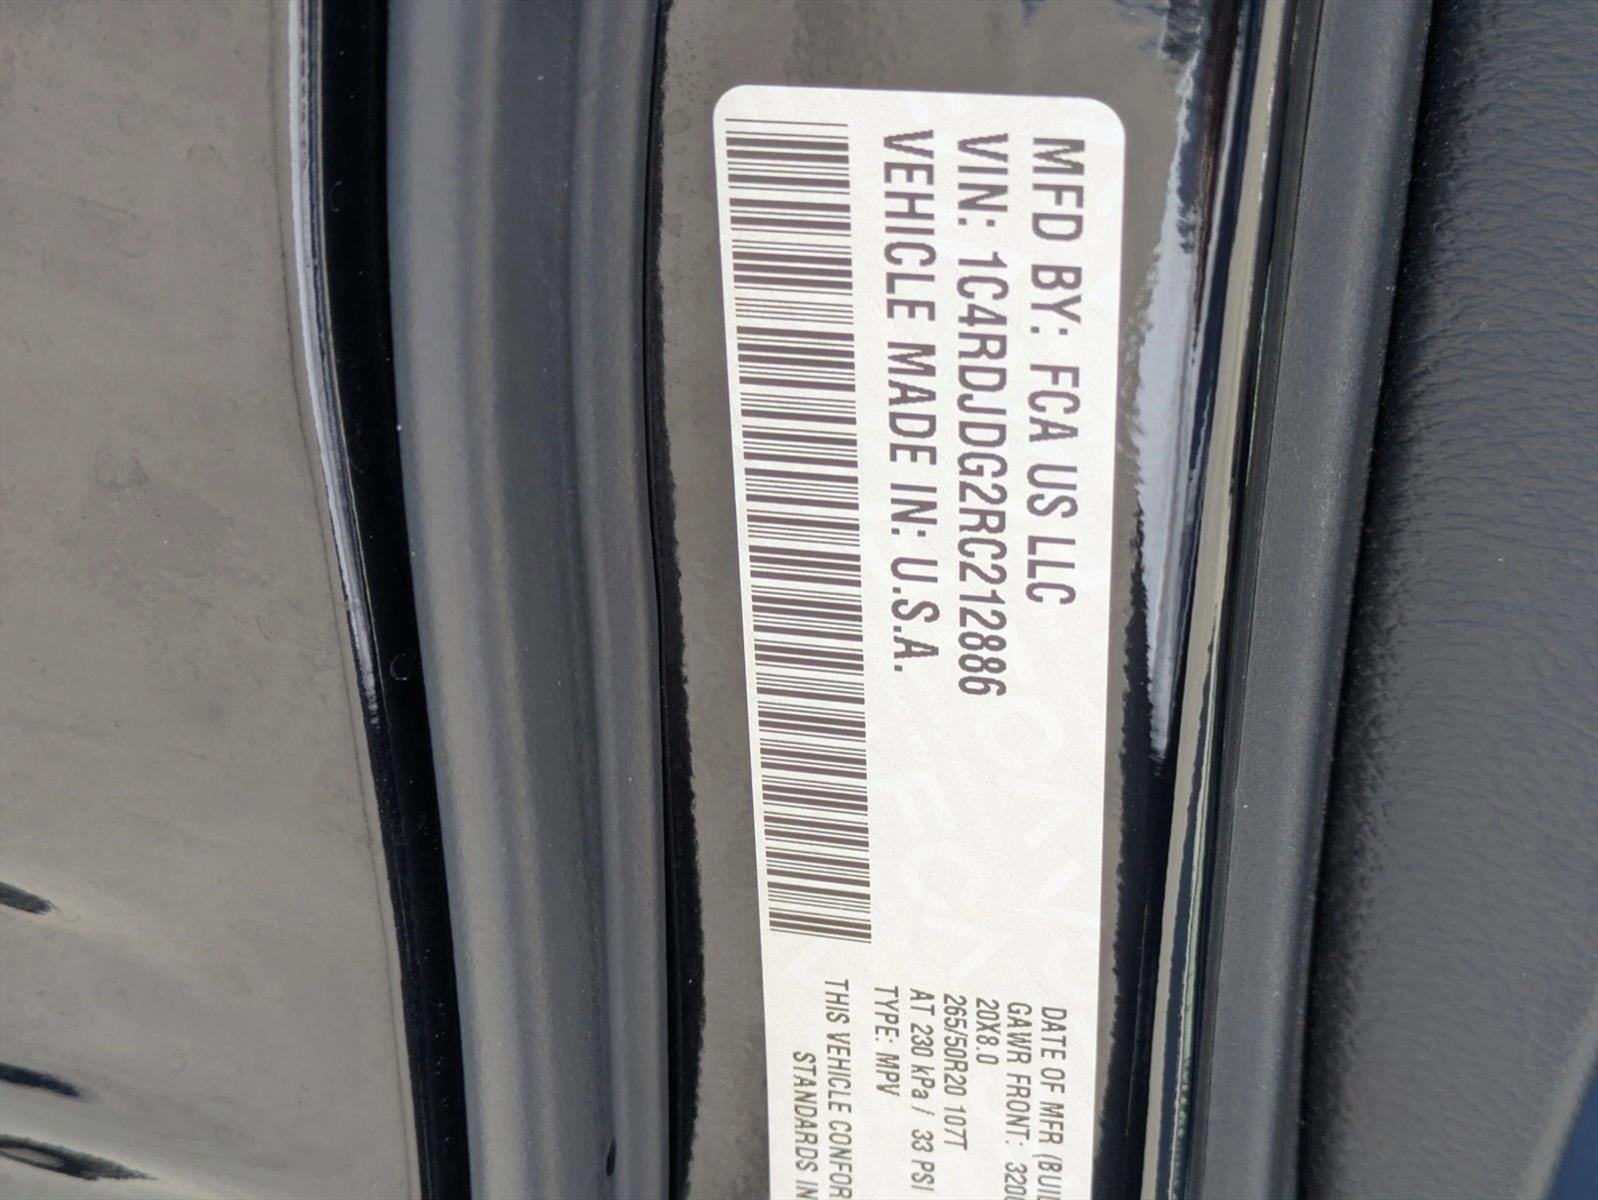 MFD BY: FCA US LLC
VIN: 1C4RDJDG2RC212886
VEHICLE MADE IN: U.S.A.
DATE OF MFR
GAWR FRONT:
20X8.0
265/50R20 107T
AT 230 kPa / 33 PSI
TYPE: MPV
THIS VEHICLE
STANDARDS IN